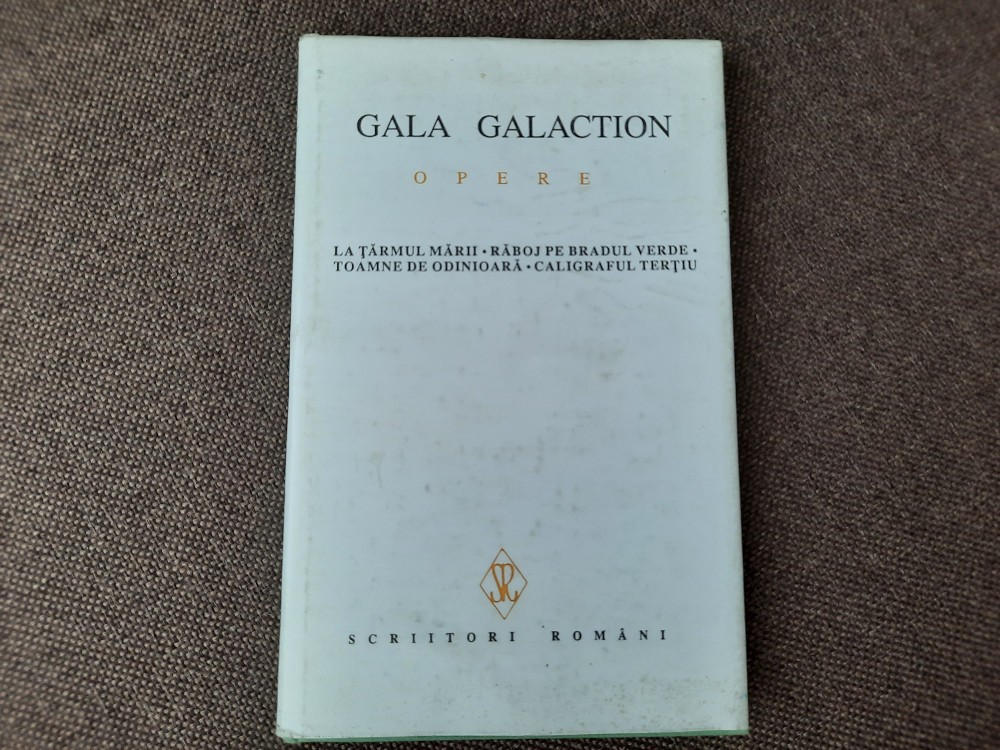 GALA GALACTION
OPERE
LA ŢĂRMUL MĂRII • RĂBOJ PE BRADUL VERDE •
TOAMNE DE ODINIOARĂ • CALIGRAFUL TERŢIU
SR
SCRIITORI ROMÂNI